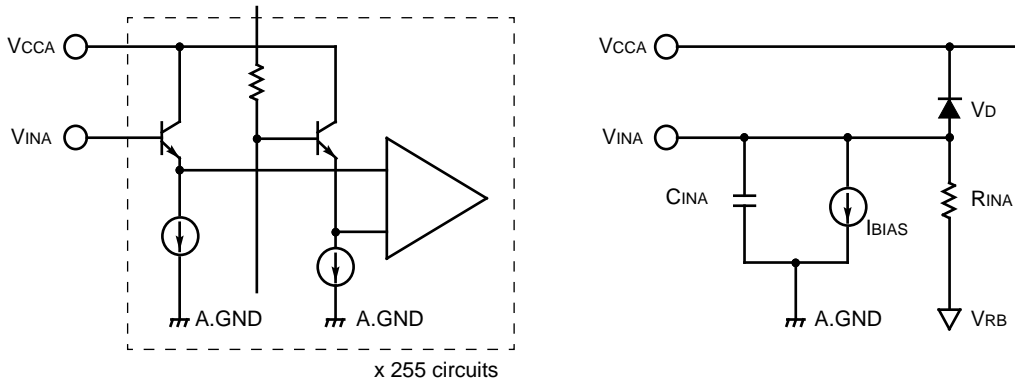 VCCA
VINA
A.GND
A.GND
x 255 circuits
VCCA
VD
VINA
CINA
IBIAS
RINA
A.GND
VRB